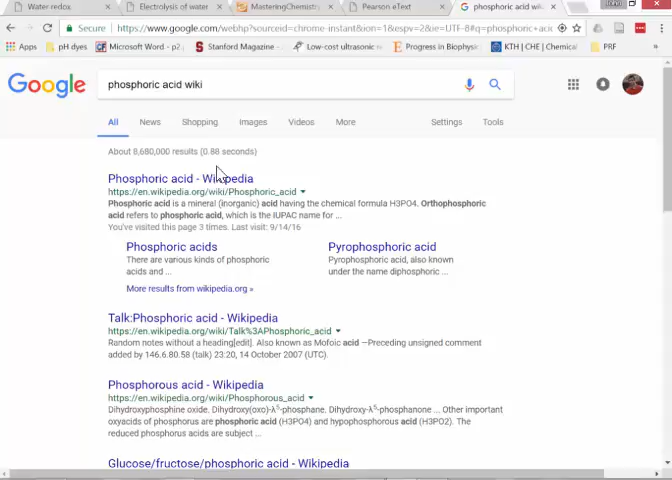 Water redox.
Electrolysis of water
MasteringChemistry
Pearson eText
phosphoric acid wiki
Secure
https://www.google.com/webhp?sourceid=chrome-instant&ion=1&espv=2&ie=UTF-8#q=phosphoric+acid
Apps
pH dyes
Microsoft Word - p2.
Stanford Magazine -
Low-cost ultrasonic
Progress in Biophysi
KTH | CHE | Chemical
PRF
Google
phosphoric acid wiki
All News Shopping Images Videos More Settings Tools
About 8,680,000 results (0.88 seconds)
Phosphoric acid - Wikipedia
https://en.wikipedia.org/wiki/Phosphoric_acid
Phosphoric acid is a mineral (inorganic) acid having the chemical formula H3PO4. Orthophosphoric
acid refers to phosphoric acid, which is the IUPAC name for ...
You've visited this page 3 times. Last visit: 9/14/16
Phosphoric acids
There are various kinds of phosphoric
acids and ...
Pyrophosphoric acid
Pyrophosphoric acid, also known
under the name diphosphoric ...
More results from wikipedia.org »
Talk:Phosphoric acid - Wikipedia
https://en.wikipedia.org/wiki/Talk%3APhosphoric_acid
Random notes without a heading[edit]. Also known as Mofoic acid —Preceding unsigned comment
added by 146.6.80.58 (talk) 23:20, 14 October 2007 (UTC).
Phosphorous acid - Wikipedia
https://en.wikipedia.org/wiki/Phosphorous_acid
Dihydroxyphosphine oxide. Dihydroxy(oxo)-λ5-phosphane. Dihydroxy-λ5-phosphanone ... Other important
oxyacids of phosphorus are phosphoric acid (H3PO4) and hypophosphorous acid (H3PO2). The
reduced phosphorus acids are subject ...
Glucose/fructose/phosphoric acid - Wikipedia